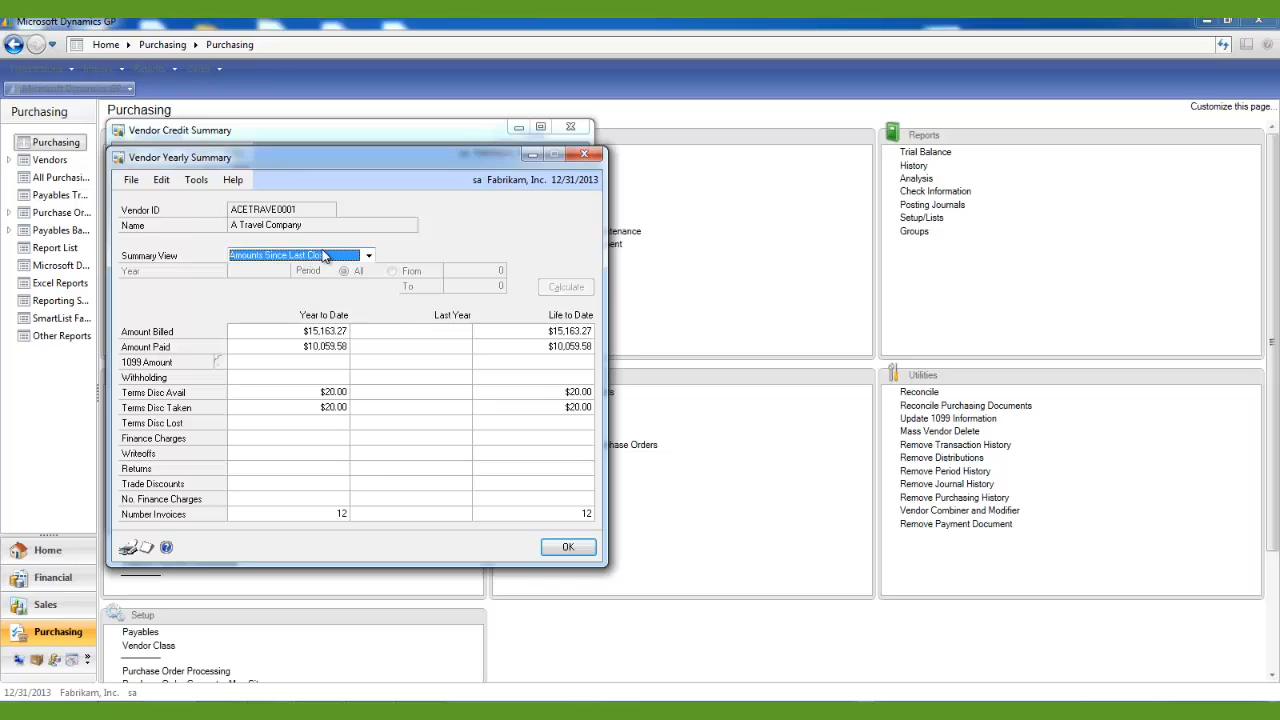 Microsoft Dynamics GP
Home
Purchasing
Purchasing
Microsoft Dynamics GP
Purchasing
Purchasing
Customize this page...
Purchasing
Vendors
All Purchasi...
Payables Tr...
Purchase Or...
Payables Ba...
Report List
Microsoft D...
Excel Reports
Reporting S...
SmartList Fa...
Other Reports
Home
Financial
Sales
Purchasing
Vendor Credit Summary
Vendor Yearly Summary
File Edit Tools Help
sa Fabrikam, Inc. 12/31/2013
Vendor ID ACETRAVE0001
Name A Travel Company
Summary View Amounts Since Last Clo
Year Period All From 0
To 0
Calculate
Year to Date Last Year Life to Date
Amount Billed $15,163.27 $15,163.27
Amount Paid $10,059.58 $10,059.58
1099 Amount
Withholding
Terms Disc Avail $20.00 $20.00
Terms Disc Taken $20.00 $20.00
Terms Disc Lost
Finance Charges
Writeoffs
Returns
Trade Discounts
No. Finance Charges
Number Invoices 12 12
OK
tenance
ent
hase Orders
Reports
Trial Balance
History
Analysis
Check Information
Posting Journals
Setup/Lists
Groups
Utilities
Reconcile
Reconcile Purchasing Documents
Update 1099 Information
Mass Vendor Delete
Remove Transaction History
Remove Distributions
Remove Period History
Remove Journal History
Remove Purchasing History
Vendor Combiner and Modifier
Remove Payment Document
Setup
Payables
Vendor Class
Purchase Order Processing
12/31/2013 Fabrikam, Inc. sa